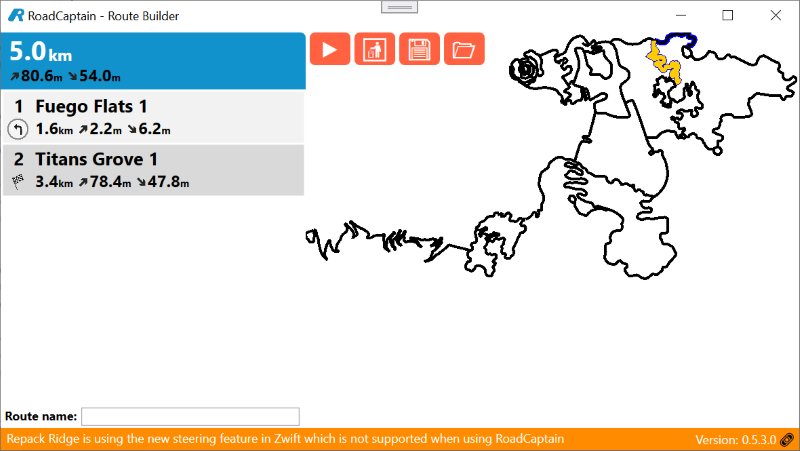 RoadCaptain - Route Builder
5.0km
↗80.6m ↘54.0m
1 Fuego Flats 1
1.6km ↗2.2m ↘6.2m
2 Titans Grove 1
3.4km ↗78.4m ↘47.8m
Route name:
Repack Ridge is using the new steering feature in Zwift which is not supported when using RoadCaptain
Version: 0.5.3.0